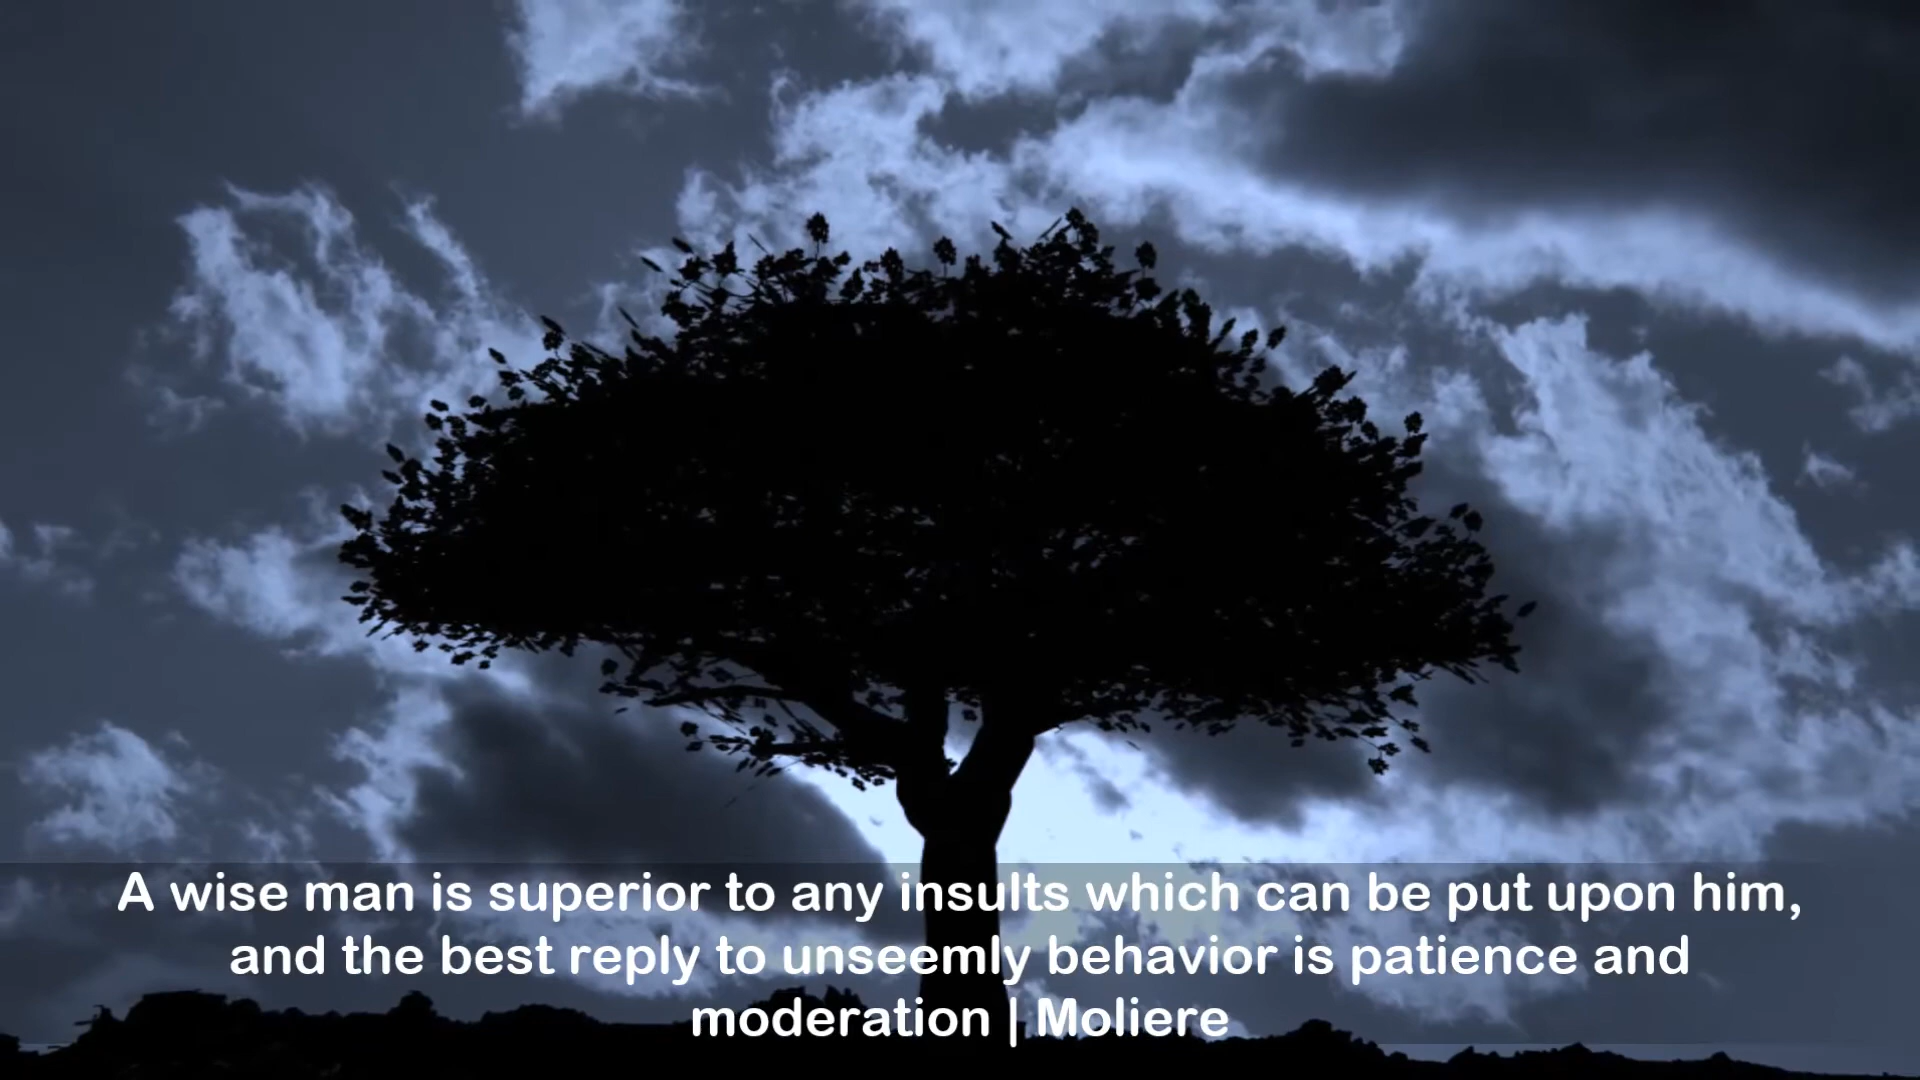 A wise man is superior to any insults which can be put upon him,
and the best reply to unseemly behavior is patience and
moderation | Moliere